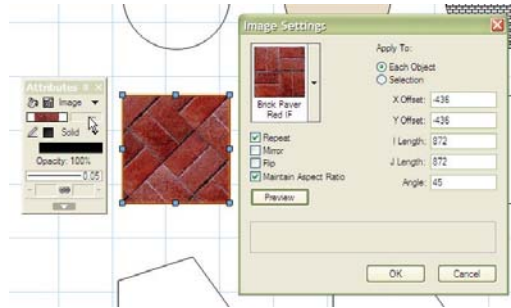 Attributes
Image
Solid
Opacity: 100%
0.05
Image Settings
Brick Paver
Red IF
Repeat
Mirror
Flip
Maintain Aspect Ratio
Preview
Apply To:
Each Object
Selection
X Offset: -436
Y Offset: -436
I Length: 872
J Length: 872
Angle: 45
OK
Cancel